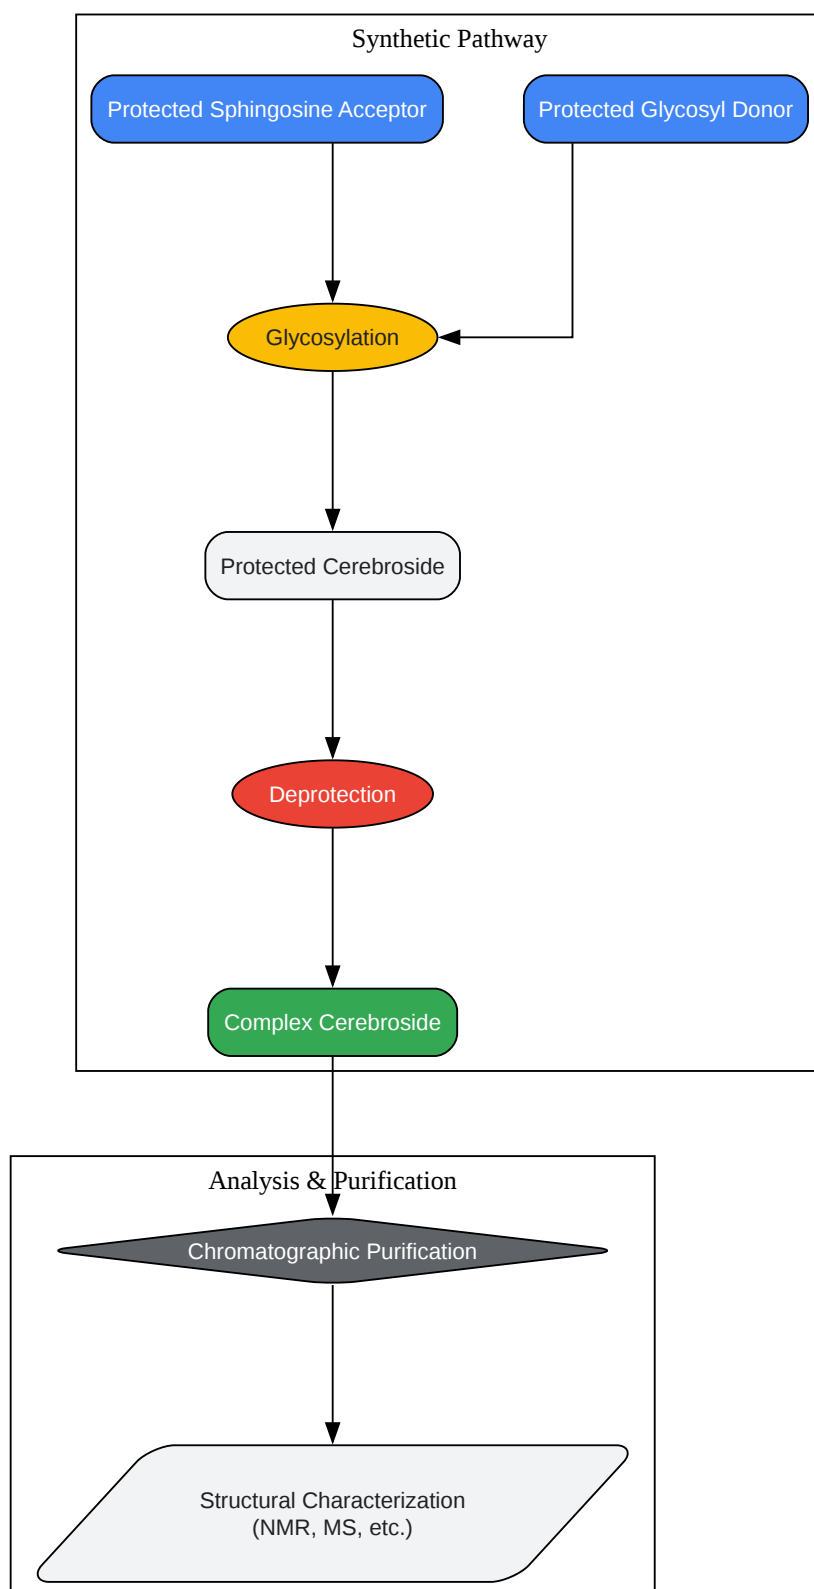 Synthetic Pathway
Protected Sphingosine Acceptor
Protected Glycosyl Donor
Glycosylation
Protected Cerebroside
Deprotection
Complex Cerebroside
Analysis & Purification
Chromatographic Purification
Structural Characterization
(NMR, MS, etc.)